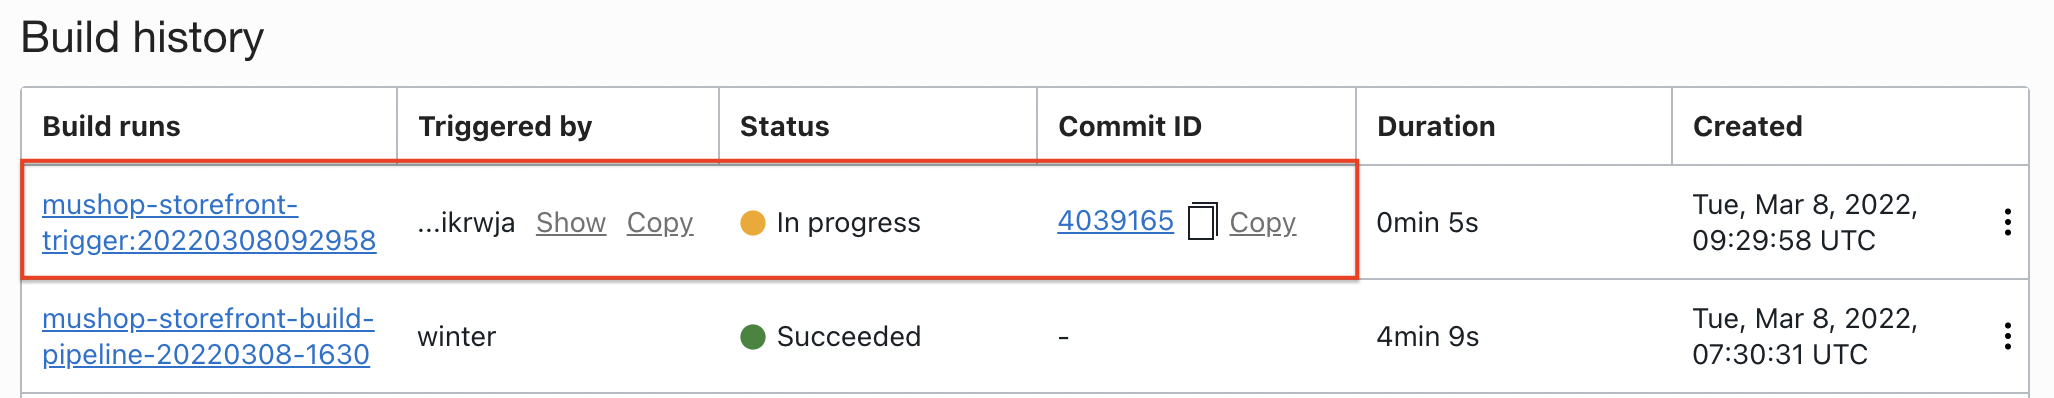 Build history
Build runs Triggered by Status Commit ID Duration Created
mushop-storefront-
trigger:20220308092958 ...ikrwja Show Copy In progress 4039165 Copy 0min 5s Tue, Mar 8, 2022,
09:29:58 UTC
mushop-storefront-build-
pipeline-20220308-1630 winter Succeeded - 4min 9s Tue, Mar 8, 2022,
07:30:31 UTC